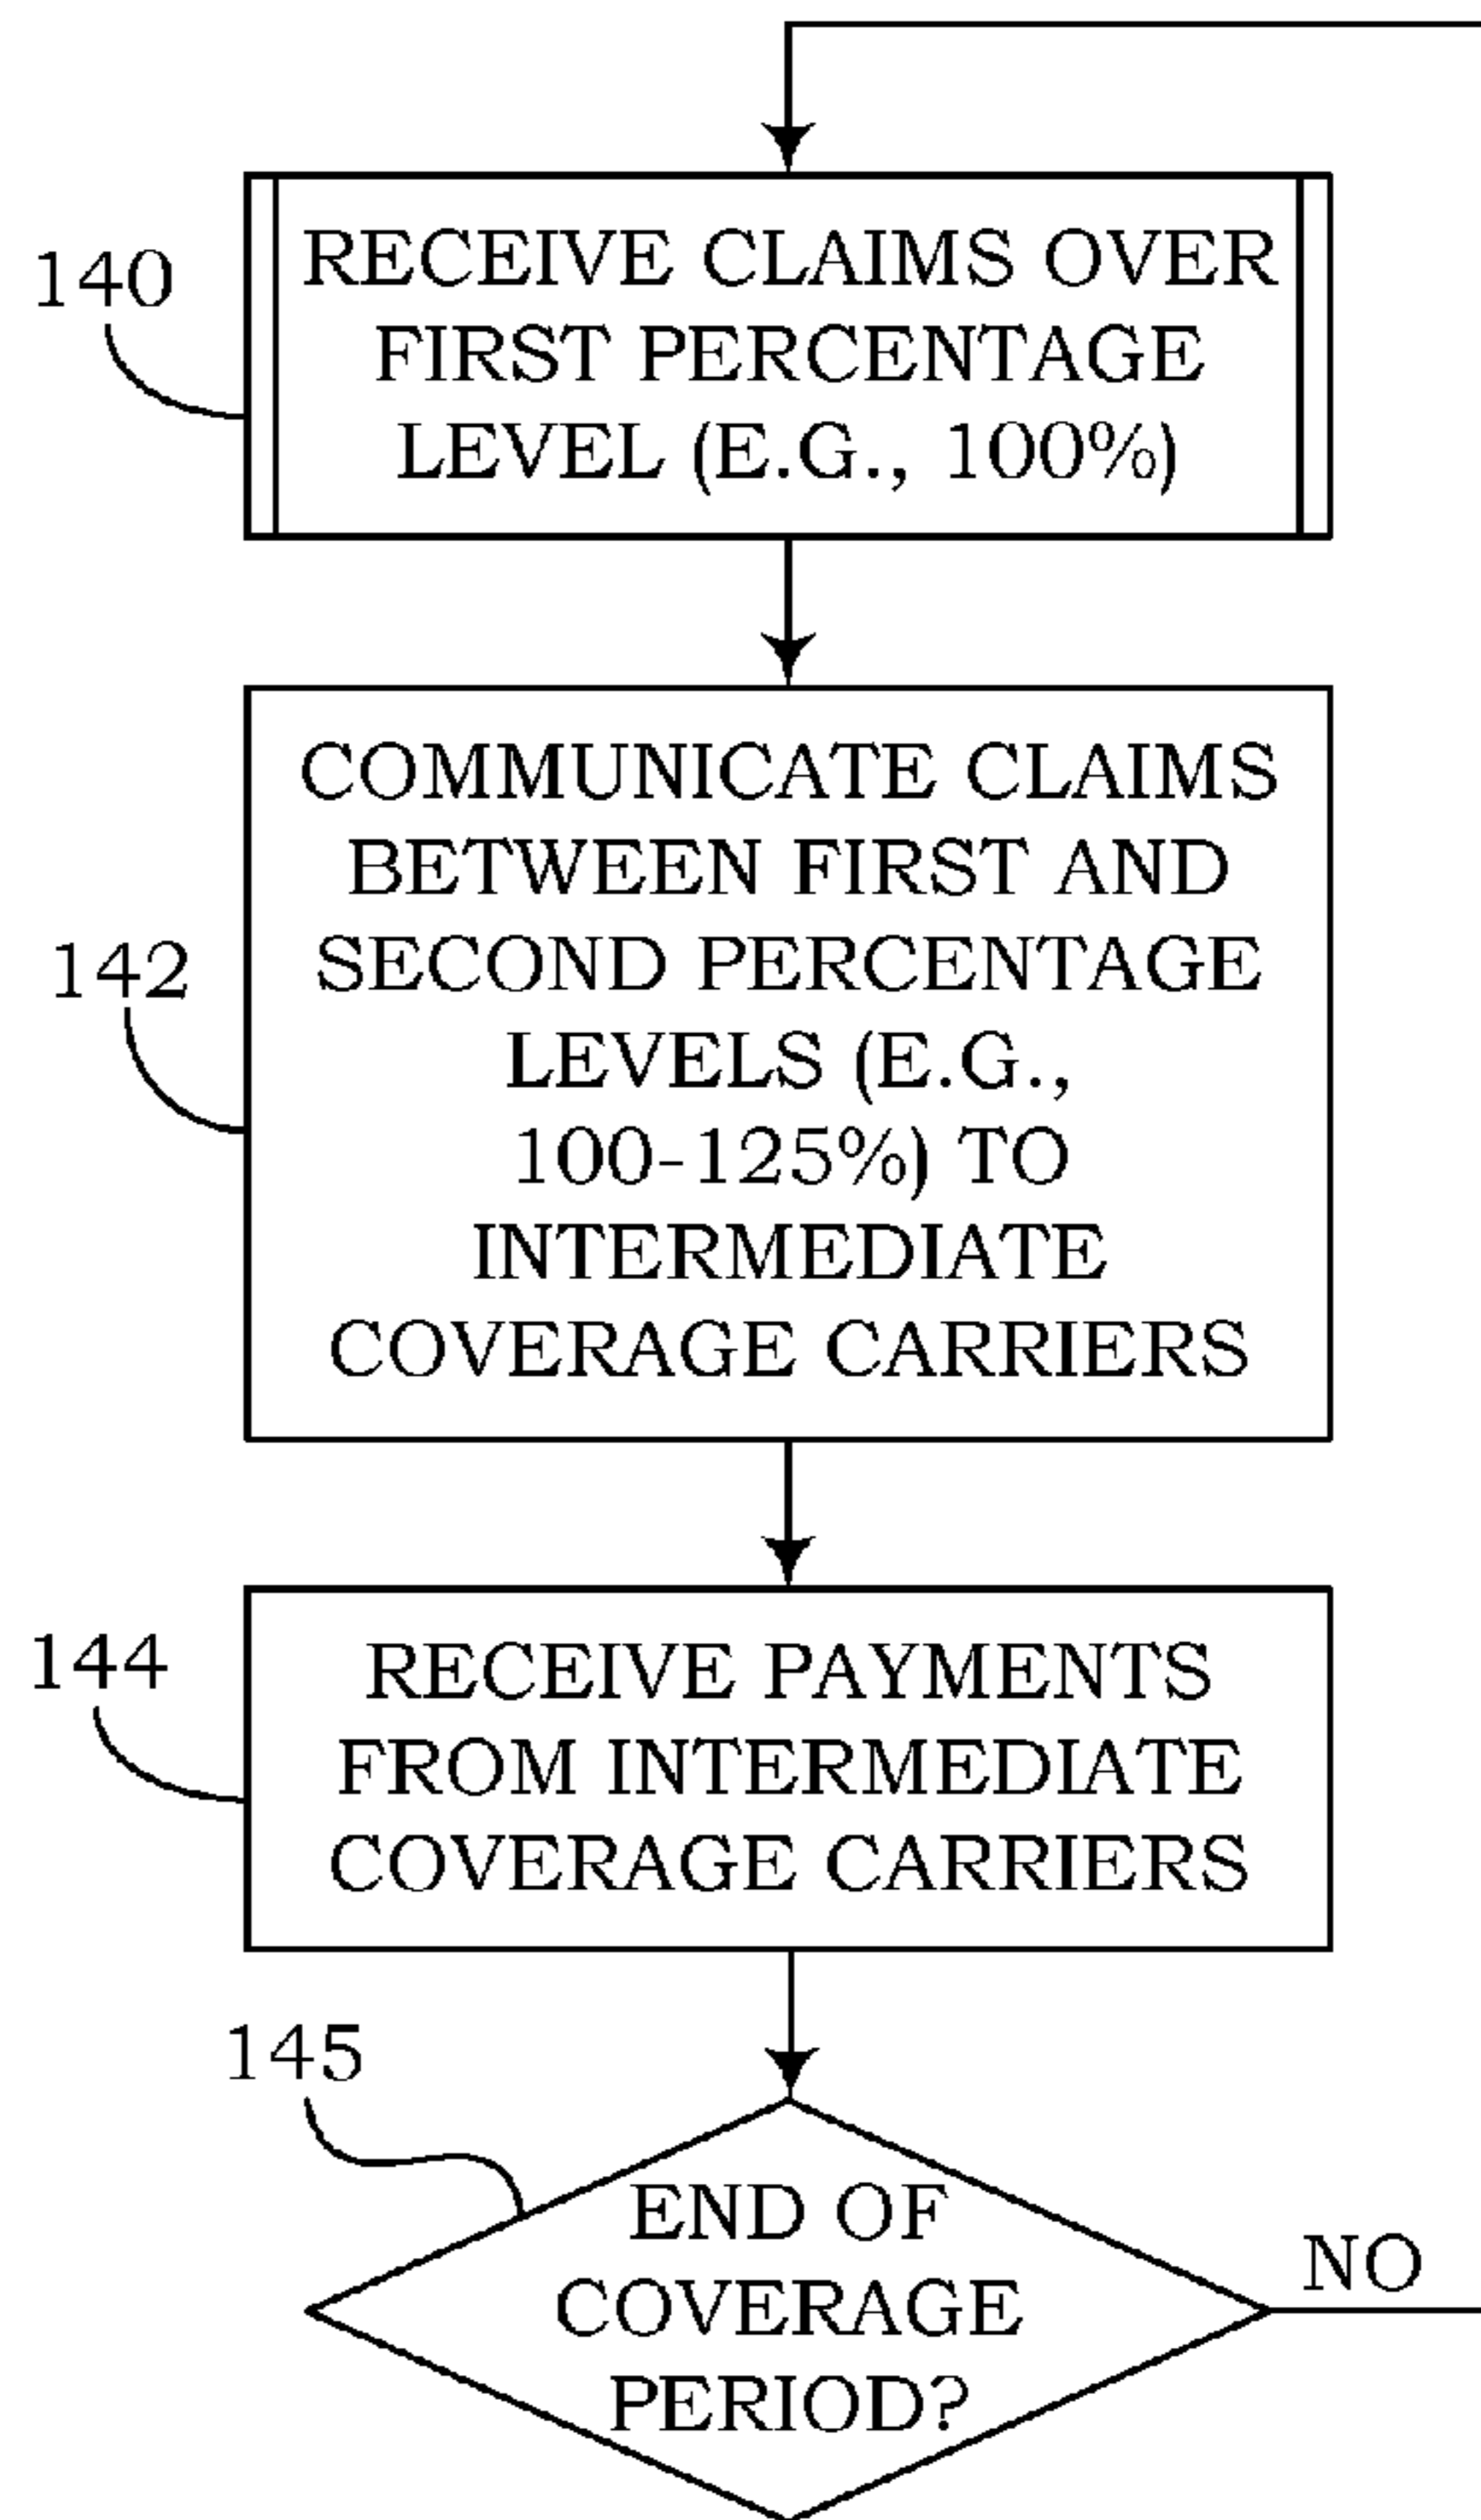 140
RECEIVE CLAIMS OVER
FIRST PERCENTAGE
LEVEL (E.G., 100%)
142
COMMUNICATE CLAIMS
BETWEEN FIRST AND
SECOND PERCENTAGE
LEVELS (E.G.,
100-125%) TO
INTERMEDIATE
COVERAGE CARRIERS
144
RECEIVE PAYMENTS
FROM INTERMEDIATE
COVERAGE CARRIERS
145
END OF
COVERAGE
PERIOD?
NO